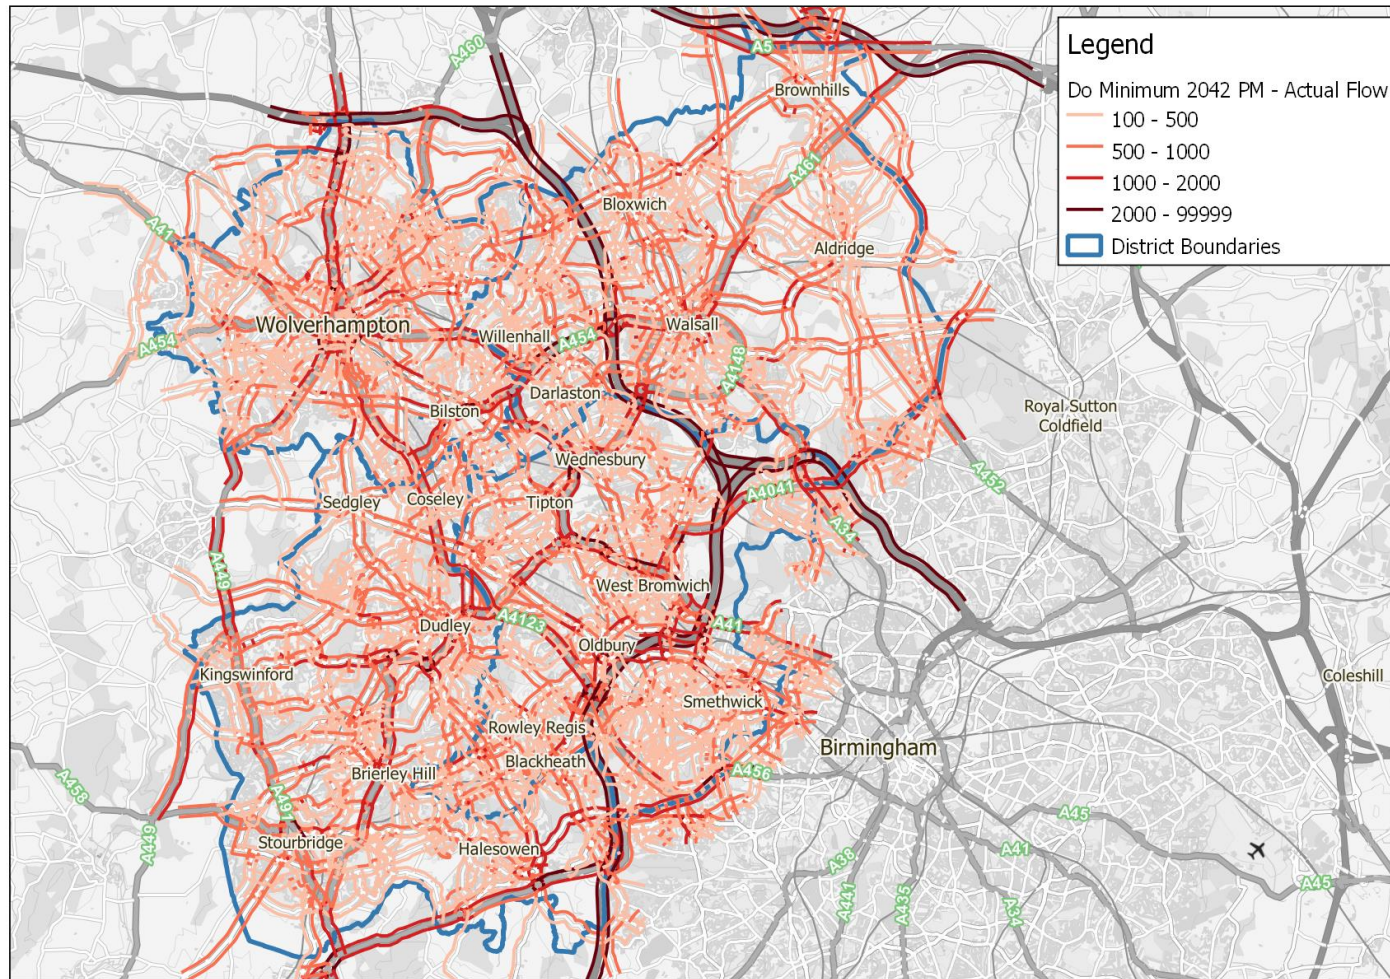 Legend
Do Minimum 2042 PM - Actual Flow
100 - 500
500 - 1000
1000 - 2000
2000 - 99999
District Boundaries
A460
A5
Brownhills
A461
Bloxwich
A41
Aldridge
Wolverhampton
Willenhall
A454
Walsall
A454
A4148
Darlaston
Bilston
Royal Sutton
Coldfield
Wednesbury
A452
Sedgley
Coseley
Tipton
A4041
A34
A449
West Bromwich
Dudley
A4123
A41
Oldbury
Kingswinford
Coleshill
Smethwick
Rowley Regis
Birmingham
Blackheath
Brierley Hill
A456
A458
A491
A45
Stourbridge
Halesowen
A449
A38
A41
A441
A435
A34
A45